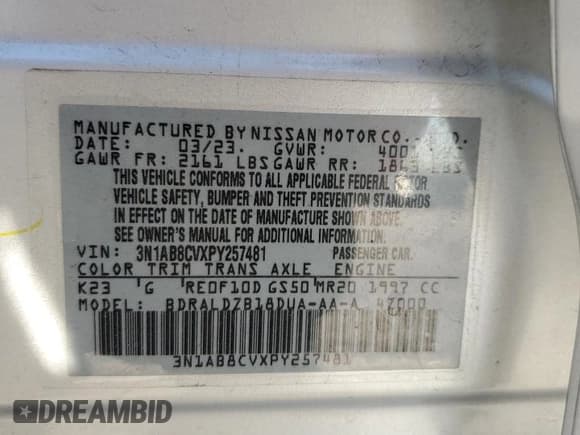 MANUFACTURED BY NISSAN MOTOR CO.,
DATE: 03/23. GVWR:
GAWR FR: 2161 LBS GAWR RR:
THIS VEHICLE CONFORMS TO ALL APPLICABLE FEDERAL MOTOR
VEHICLE SAFETY, BUMPER AND THEFT PREVENTION STANDARDS
IN EFFECT ON THE DATE OF MANUFACTURE SHOWN ABOVE.
SEE OWNER'S MANUAL FOR ADDITIONAL INFORMATION.
VIN: 3N1AB8CVXPY257481 PASSENGER CAR.
COLOR TRIM TRANS AXLE ENGINE
K23 'G 'RE0F10D GS50'MR20 1997 CC
MODEL: BDRALDZB18DUA-AA-A 4Z000
3N1AB8CVXPY257481
DREAMBID